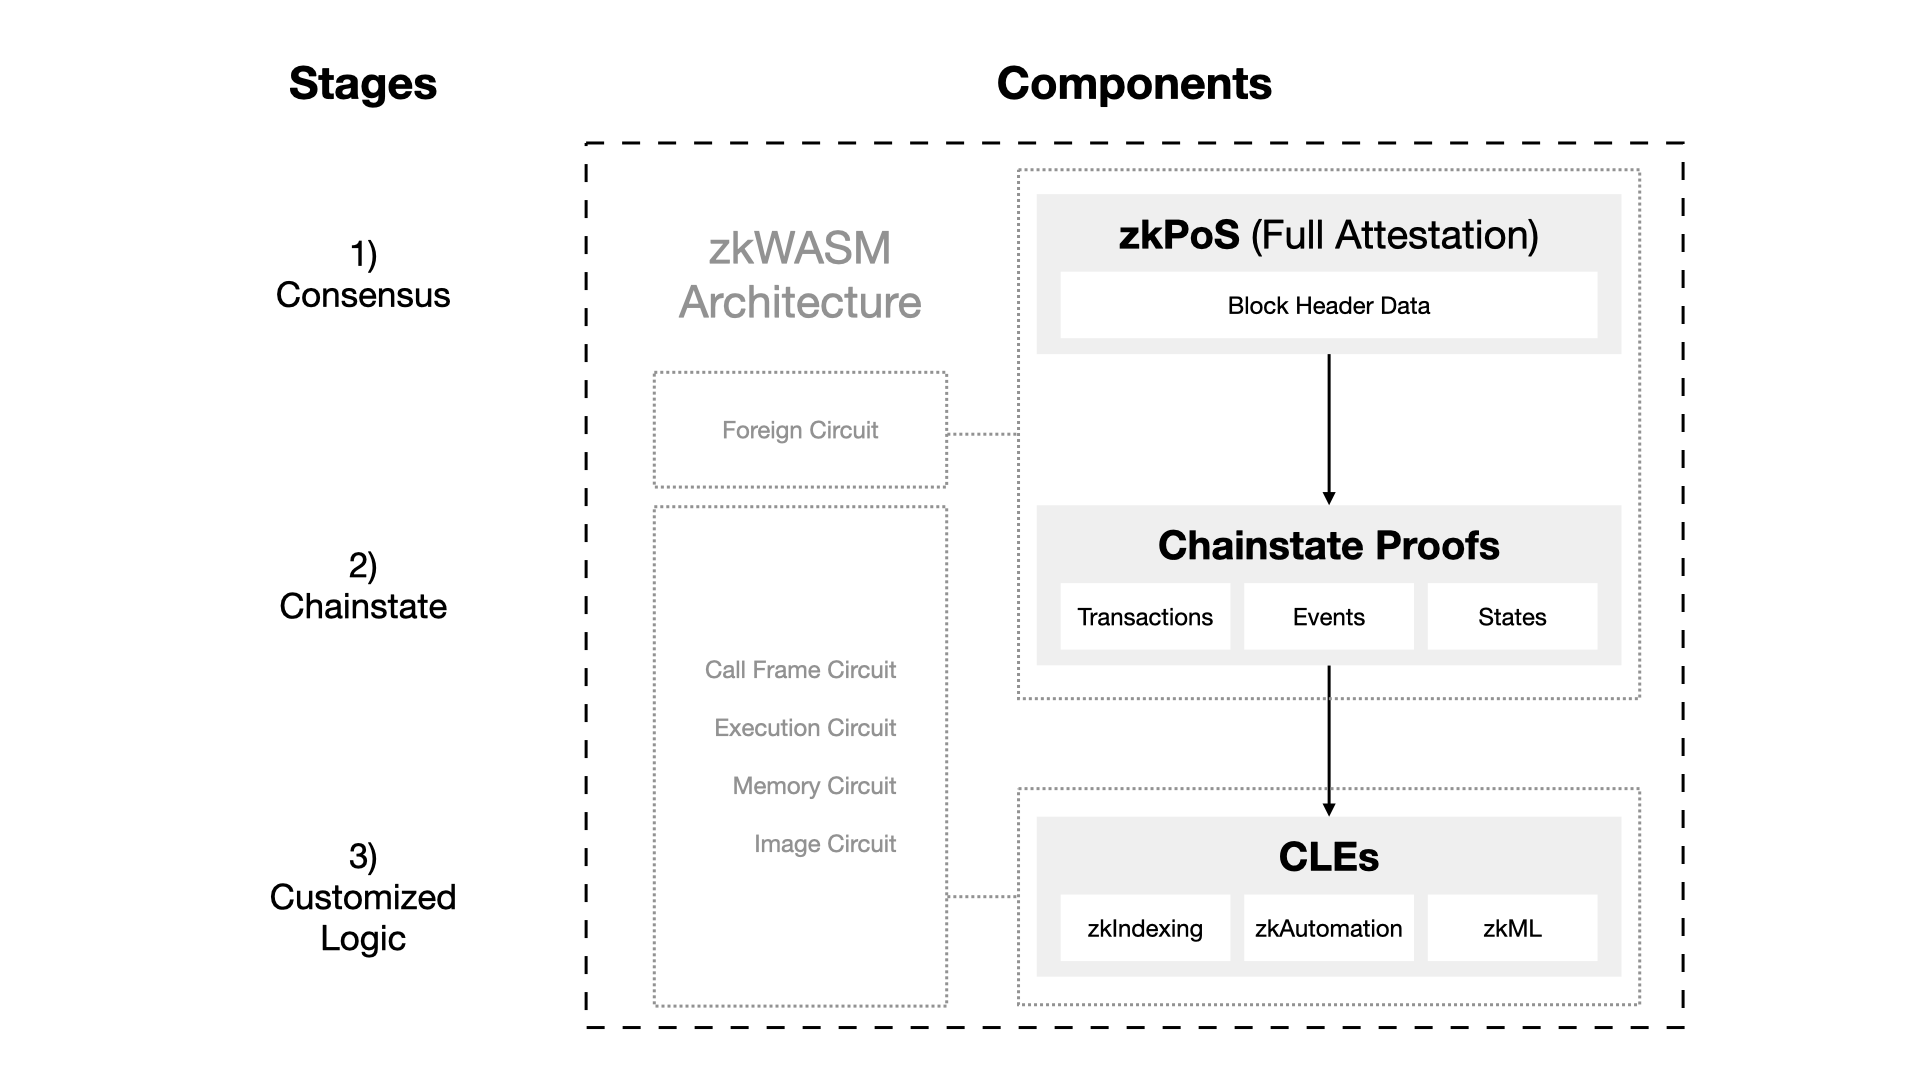 Stages
Components
1)
Consensus
zkWASM
Architecture
zkPoS (Full Attestation)
Block Header Data
Foreign Circuit
2)
Chainstate
Chainstate Proofs
Transactions
Events
States
Call Frame Circuit
Execution Circuit
Memory Circuit
Image Circuit
3)
Customized
Logic
CLEs
zkIndexing
zkAutomation
zkML